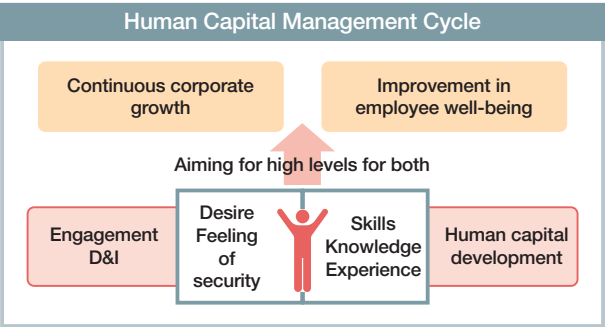 Human Capital Management Cycle
Continuous corporate
growth
Improvement in
employee well-being
Aiming for high levels for both
Engagement
D&I
Desire
Feeling
of
security
Skills
Knowledge
Experience
Human capital
development